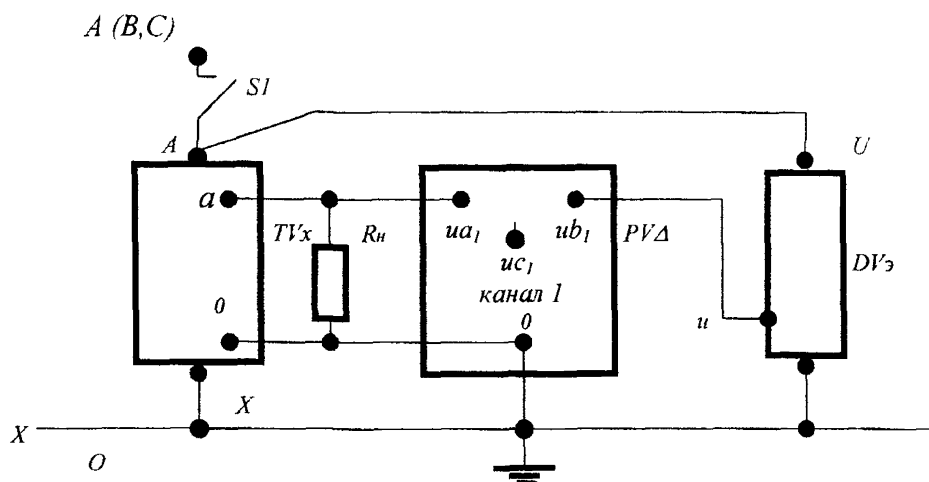 A (B,C)
S1
A
U
a
TVx
Rн
ua1
ub1
PVΔ
uc1
канал 1
DVэ
0
0
u
X
X
O